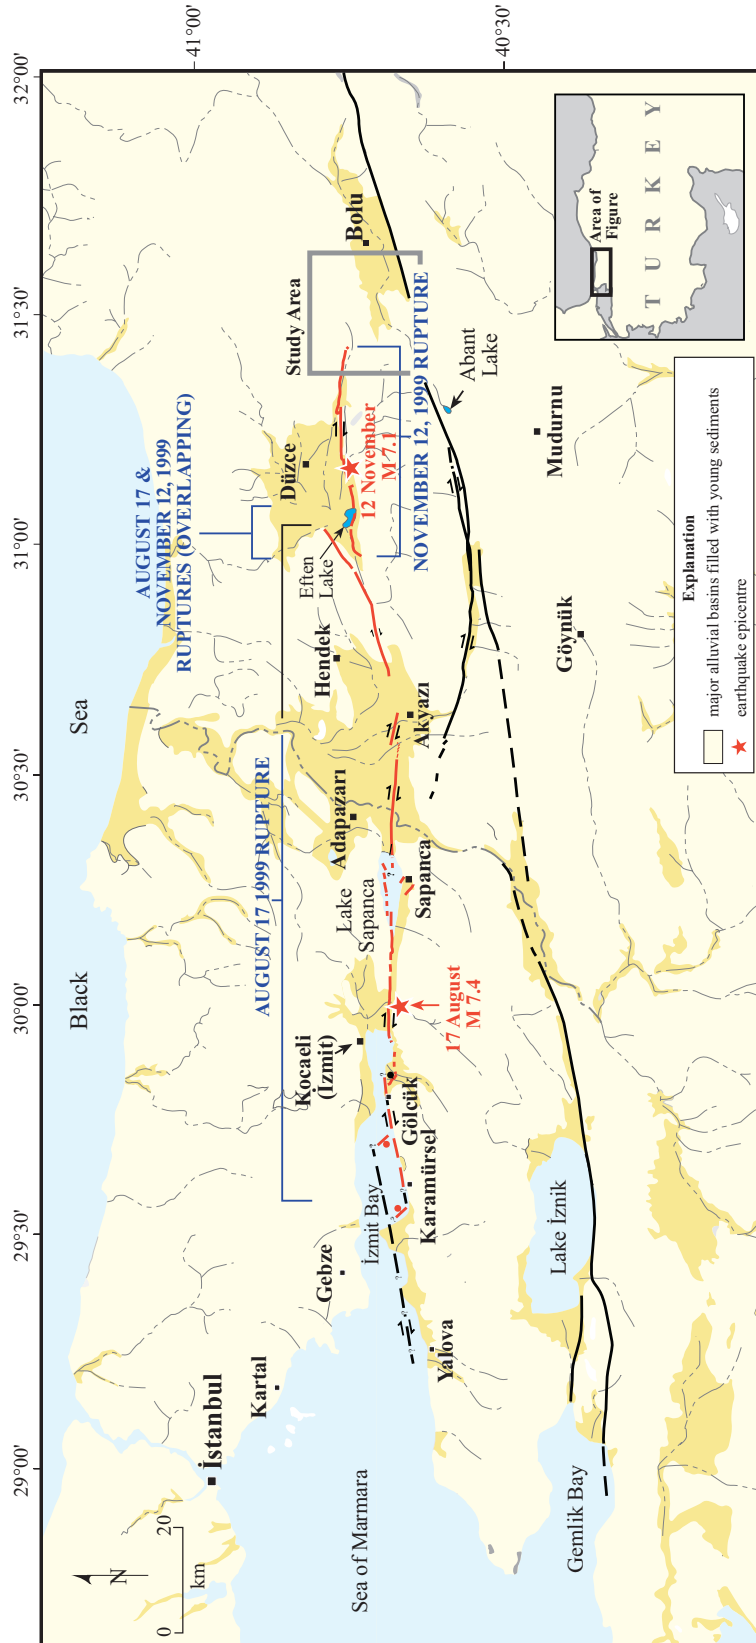 41°00'
40°30'
32°00'
31°30'
31°00'
30°30'
30°00'
29°30'
29°00'
Black
Sea
AUGUST 17 &
NOVEMBER 12, 1999
RUPTURES (OVERLAPPING)
AUGUST 17 1999 RUPTURE
NOVEMBER 12, 1999 RUPTURE
Study Area
Bolu
Düzce
12 November
M 7.1
Eften
Lake
Abant
Lake
Mudurnu
Hendek
Akyazı
Göynük
Adapazarı
Lake
Sapanca
Sapanca
17 August
M 7.4
Kocaeli
(İzmit)
Gölcük
Karamürsel
İzmit Bay
Gebze
Yalova
Kartal
İstanbul
Lake İznik
Gemlik Bay
Sea of Marmara
N
0
20
km
Area of
Figure
T U R K E Y
Explanation
major alluvial basins filled with young sediments
earthquake epicentre
?
?
?
?
?
?
?